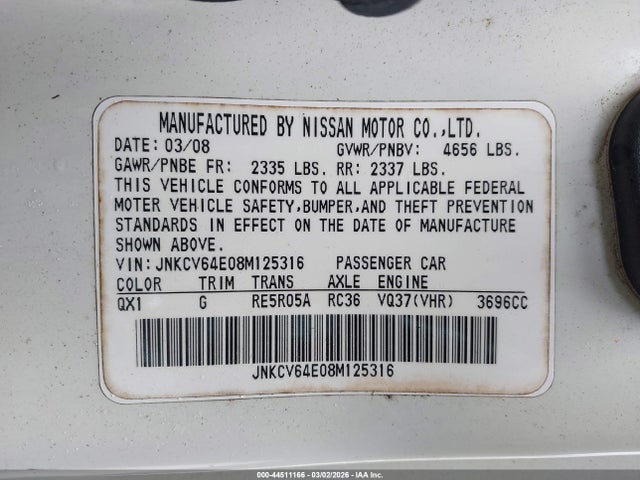 MANUFACTURED BY NISSAN MOTOR CO.,LTD.
DATE: 03/08 GVWR/PNBV: 4656 LBS.
GAWR/PNBE FR: 2335 LBS. RR: 2337 LBS.
THIS VEHICLE CONFORMS TO ALL APPLICABLE FEDERAL
MOTOR VEHICLE SAFETY,BUMPER,AND THEFT PREVENTION
STANDARDS IN EFFECT ON THE DATE OF MANUFACTURE
SHOWN ABOVE.
VIN:JNKCV64E08M125316 PASSENGER CAR
COLOR TRIM TRANS AXLE ENGINE
QX1 G RE5R05A RC36 VQ37(VHR) 3696CC
JNKCV64E08M125316
000-44511166 - 03/02/2026 - IAA Inc.